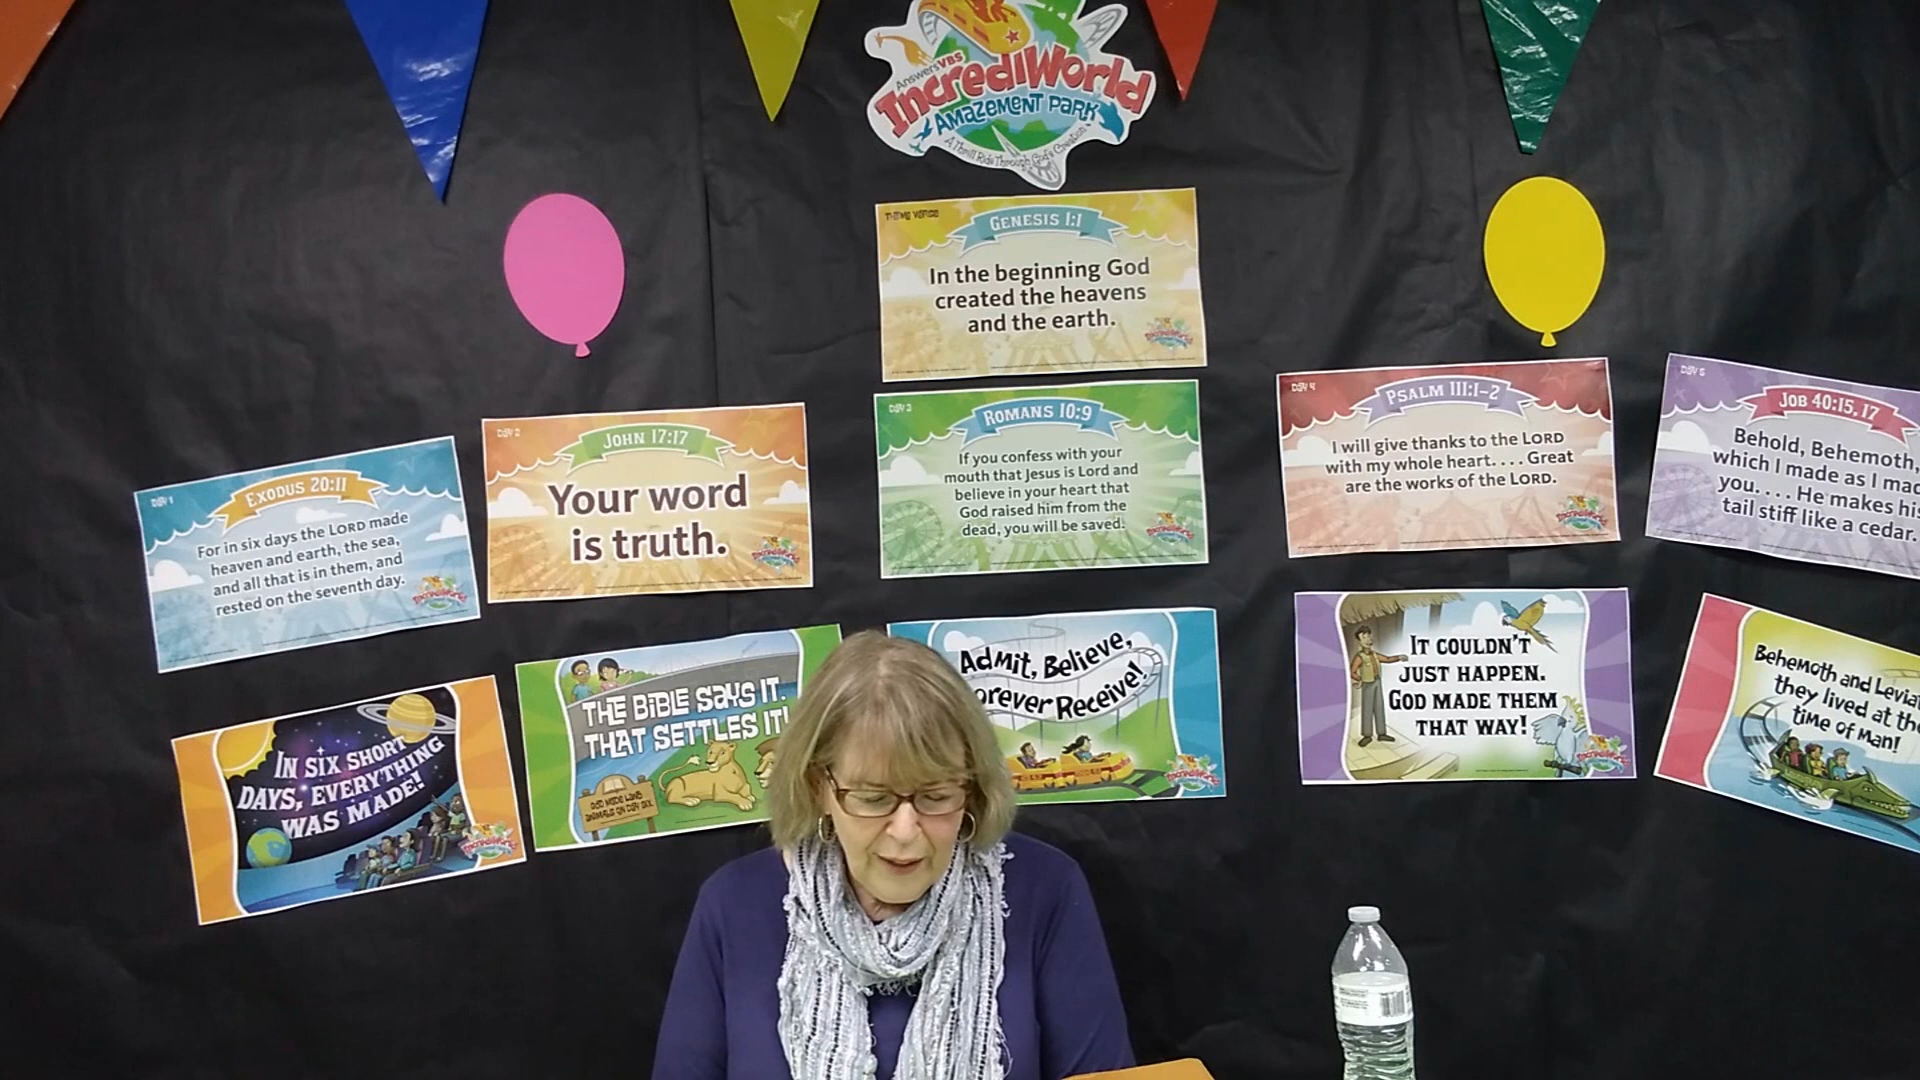 AnswersVBS
IncrediWorld
Amazement Park
A Thrill Ride Through God's Creation
Theme Verse
Genesis 1:1
In the beginning God
created the heavens
and the earth.
Day 1
Exodus 20:11
For in six days the LORD made
heaven and earth, the sea,
and all that is in them, and
rested on the seventh day.
Day 2
John 17:17
Your word
is truth.
Day 3
Romans 10:9
If you confess with your
mouth that Jesus is Lord and
believe in your heart that
God raised him from the
dead, you will be saved.
Day 4
Psalm 111:1–2
I will give thanks to the LORD
with my whole heart. . . . Great
are the works of the LORD.
Day 5
Job 40:15, 17
Behold, Behemoth,
which I made as I mad
you. . . . He makes his
tail stiff like a cedar.
In six short
days, everything
was made!
The Bible says it.
That settles it!
God made land
animals on day six.
Admit, Believe,
orever Receive!
It couldn't
just happen.
God made them
that way!
Behemoth and Levia
they lived at the
time of Man!